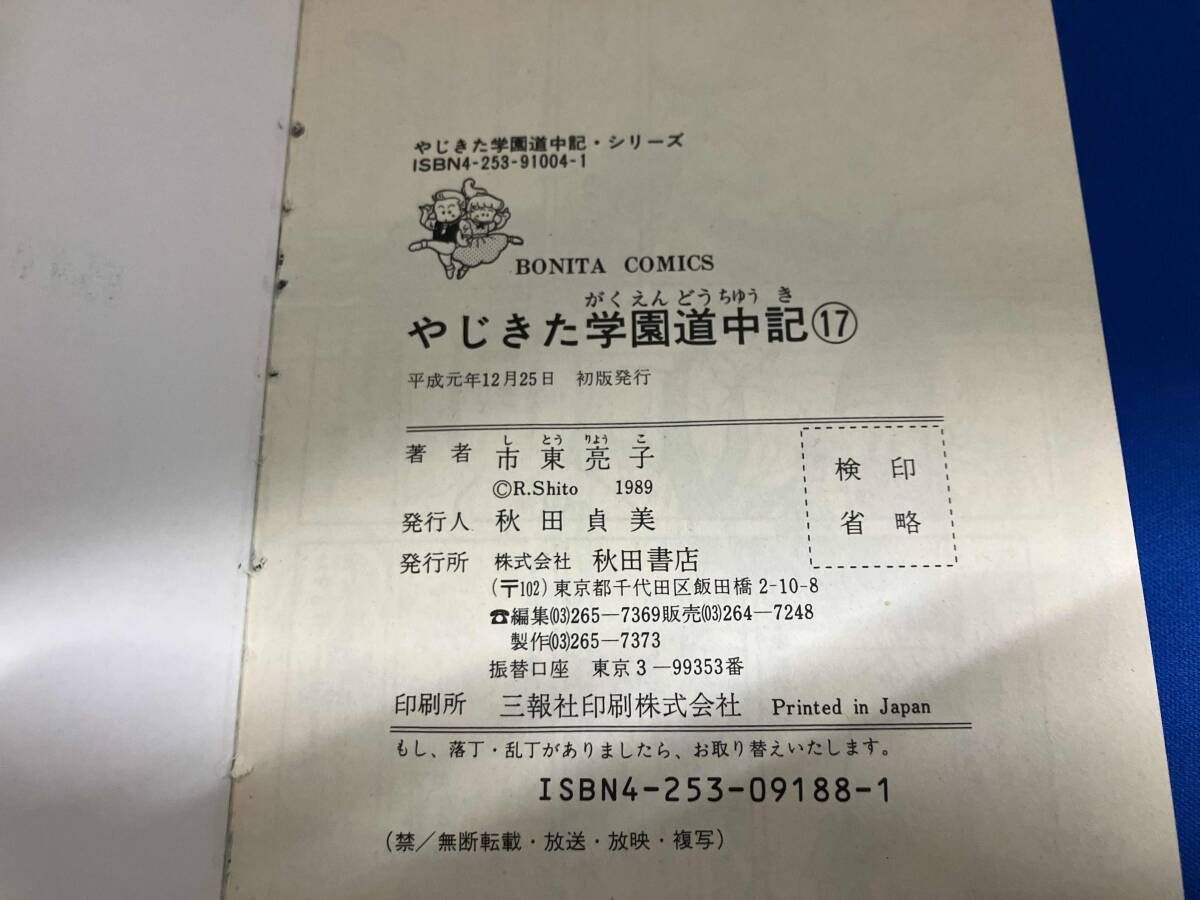 やじきた学園道中記・シリーズ
ISBN4-253-91004-1
BONITA COMICS
がくえんどうちゆうき
やじきた学園道中記⑰
平成元年12月25日 初版発行
しとうりようこ
著者 市東亮子
©R.Shito 1989
発行人 秋田貞美
発行所 株式会社 秋田書店
(〒102)東京都千代田区飯田橋2-10-8
☎編集(03)265―7369販売(03)264―7248
製作(03)265―7373
振替口座 東京3―99353番
検印
省略
印刷所 三報社印刷株式会社 Printed in Japan
もし、落丁・乱丁がありましたら、お取り替えいたします。
ISBN4-253-09188-1
(禁/無断転載・放送・放映・複写)